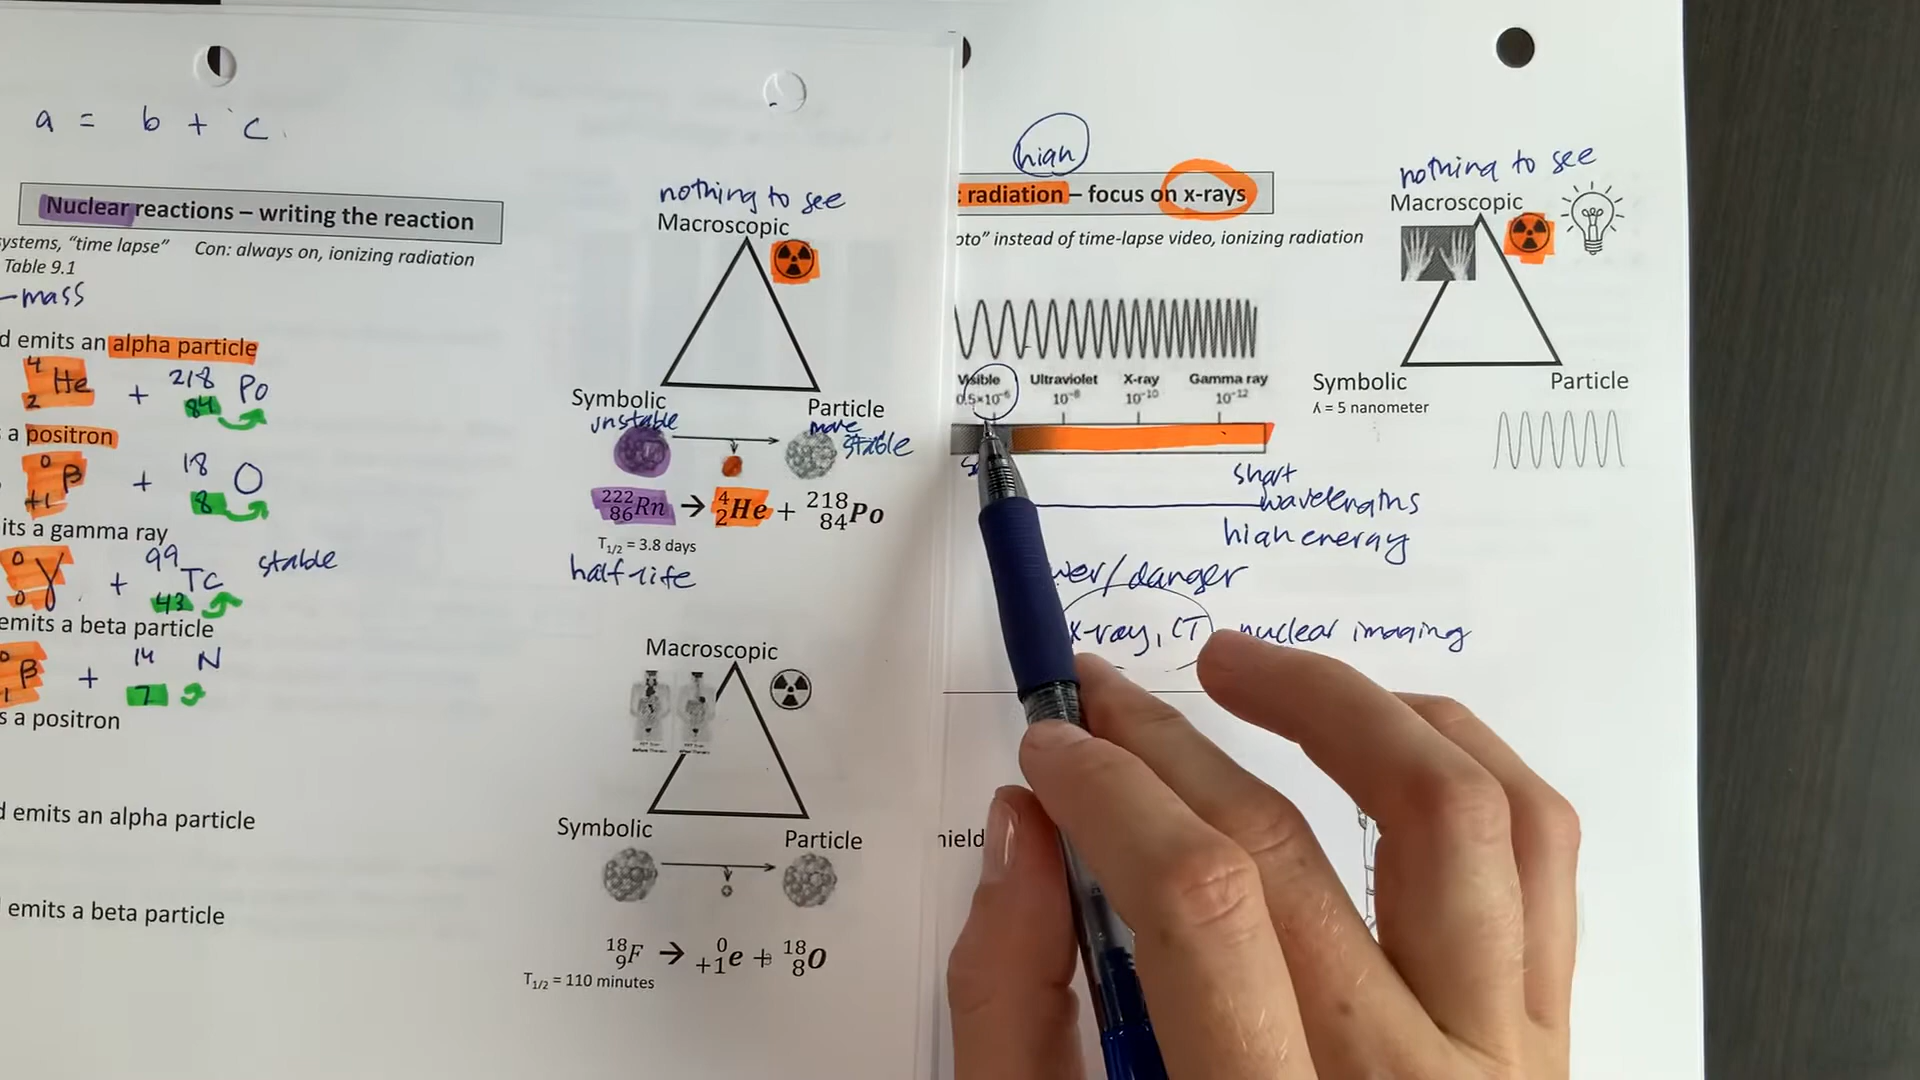 a = b + c
Nuclear reactions – writing the reaction
ystems, "time lapse" Con: always on, ionizing radiation
Table 9.1
-mass
d emits an alpha particle
4 2 He + 218 84 Po
a positron
0 +1 β + 18 8 O
its a gamma ray
0 0 γ + 99 43 TC stable
emits a beta particle
β + 14 7 N
s a positron
d emits an alpha particle
emits a beta particle
nothing to see
Macroscopic
Symbolic
Particle
unstable
more stable
222 86 Rn → 4 2 He + 218 84 Po
T1/2 = 3.8 days
half-life
Macroscopic
Symbolic
Particle
18 9 F → 0 +1 e + 18 8 O
T1/2 = 110 minutes
high
radiation – focus on x-rays
oto" instead of time-lapse video, ionizing radiation
Visible Ultraviolet X-ray Gamma ray
0.5×10⁻⁶ 10⁻⁸ 10⁻¹⁰ 10⁻¹²
short
wavelengths
high energy
wer/danger
x-ray, CT nuclear imaging
hield
nothing to see
Macroscopic
Symbolic
Particle
λ = 5 nanometer